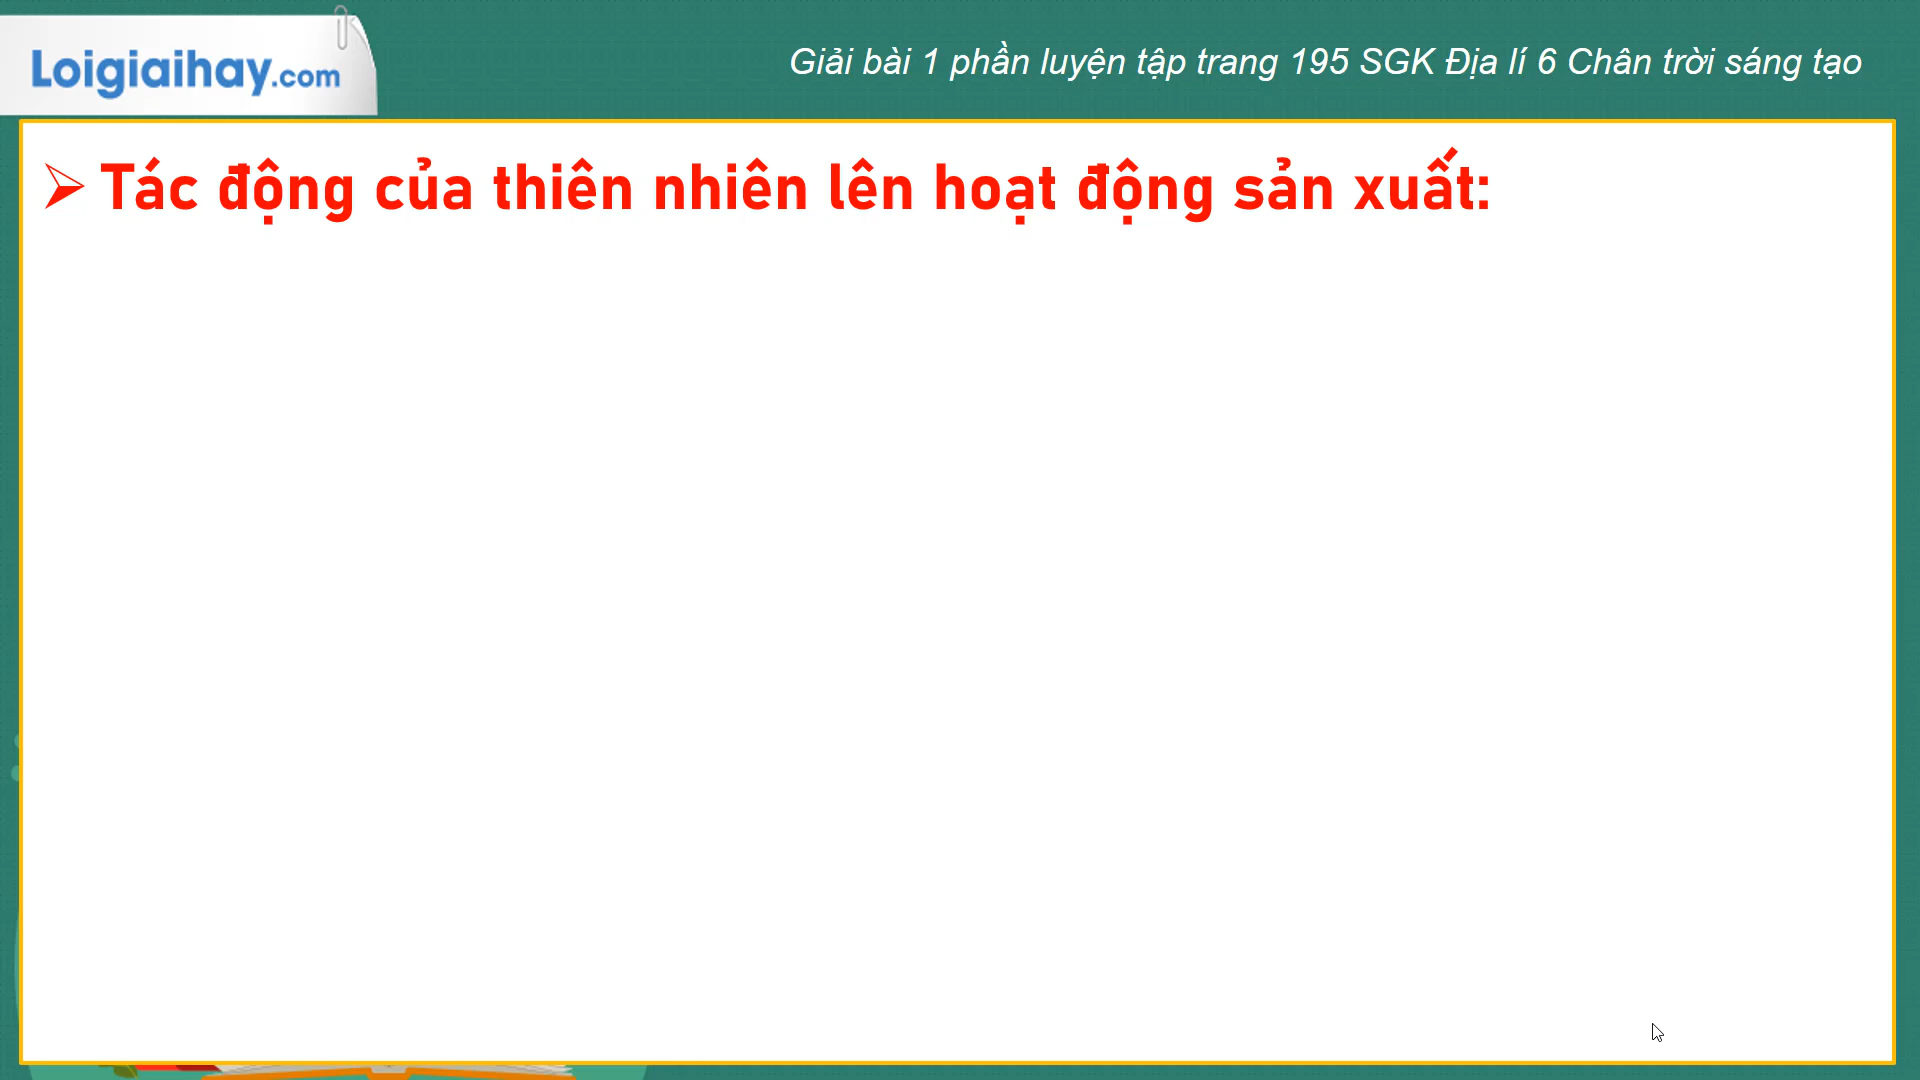 Loigiaihay.com
Giải bài 1 phần luyện tập trang 195 SGK Địa lí 6 Chân trời sáng tạo
Tác động của thiên nhiên lên hoạt động sản xuất: